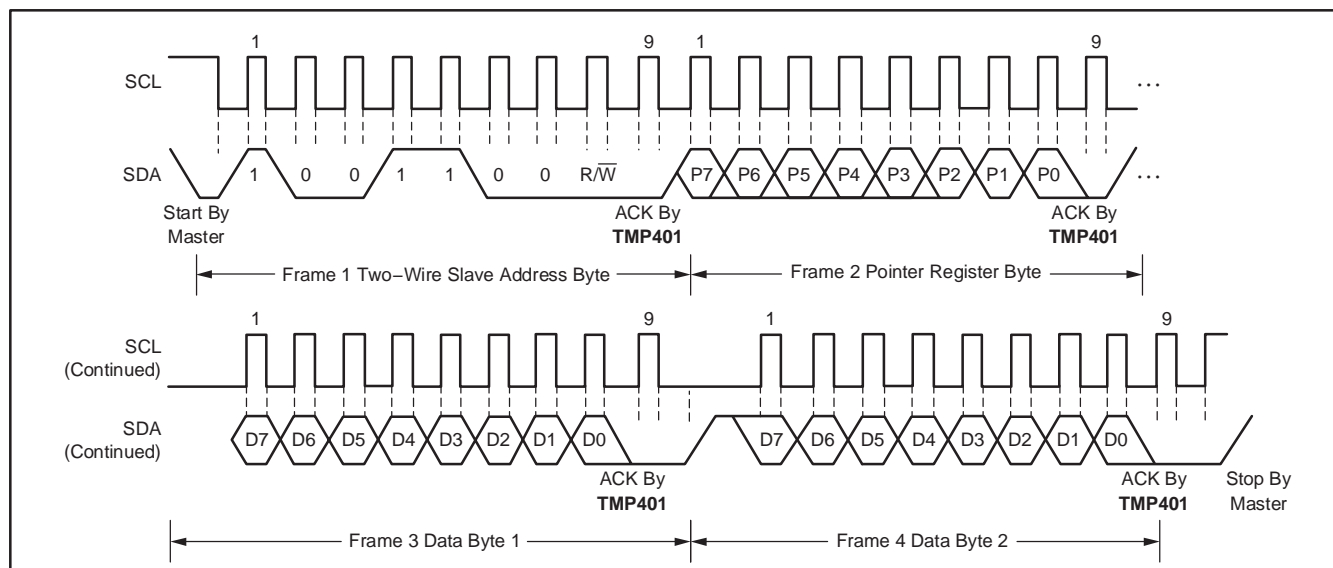 1 9 1 9
SCL ...
SDA 1 0 0 1 1 0 0 R/W̅ P7 P6 P5 P4 P3 P2 P1 P0 ...
Start By ACK By ACK By
Master TMP401 TMP401
Frame 1 Two−Wire Slave Address Byte Frame 2 Pointer Register Byte
1 9 1 9
SCL
(Continued)
SDA D7 D6 D5 D4 D3 D2 D1 D0 D7 D6 D5 D4 D3 D2 D1 D0
(Continued)
ACK By ACK By Stop By
TMP401 TMP401 Master
Frame 3 Data Byte 1 Frame 4 Data Byte 2